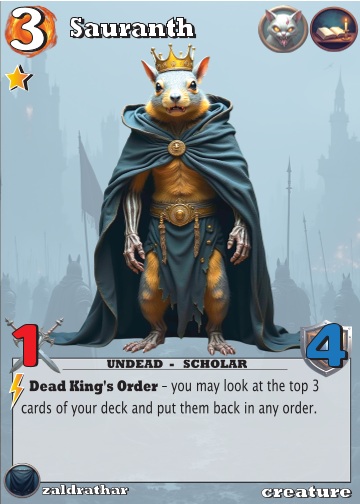 3 Sauranth
1 4
UNDEAD - SCHOLAR
Dead King's Order - you may look at the top 3
cards of your deck and put them back in any order.
zaldrathar creature